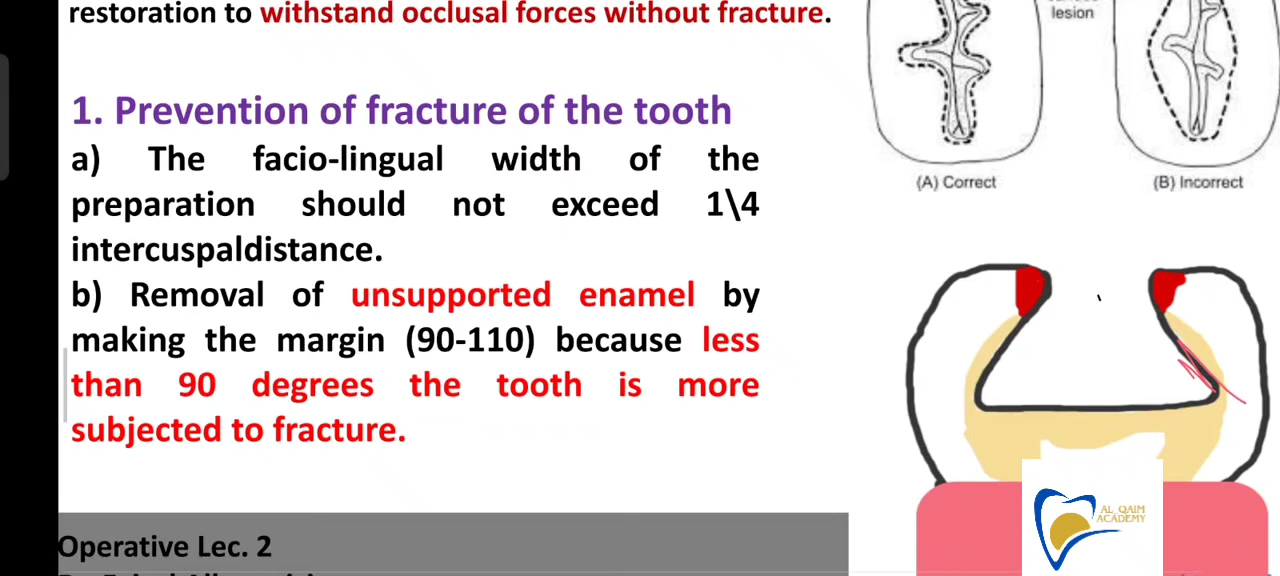 restoration to withstand occlusal forces without fracture.
lesion
1. Prevention of fracture of the tooth
a) The facio-lingual width of the
preparation should not exceed 1\4
intercuspaldistance.
b) Removal of unsupported enamel by
making the margin (90-110) because less
than 90 degrees the tooth is more
subjected to fracture.
(A) Correct
(B) Incorrect
AL QAIM
ACADEMY
Operative Lec. 2